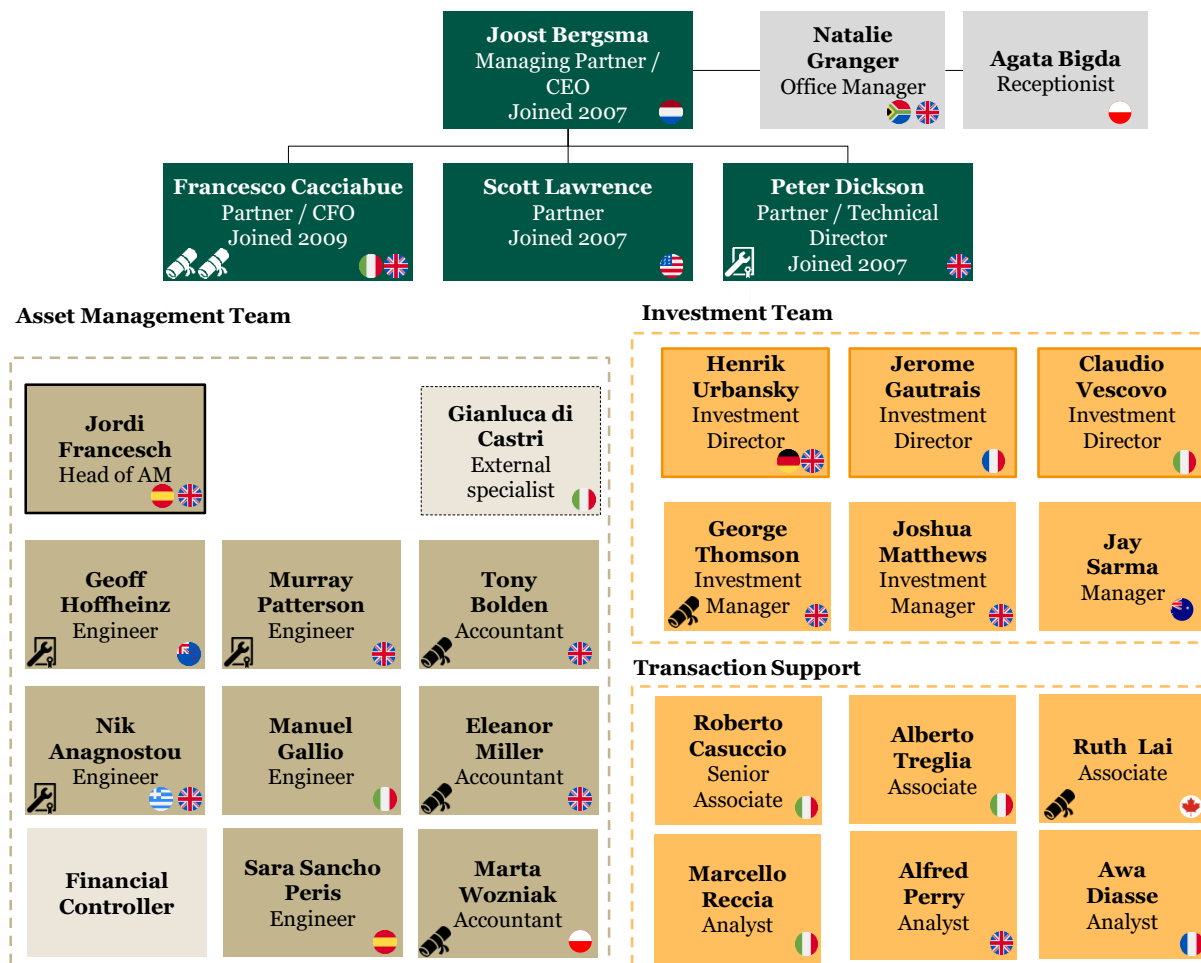 Joost Bergsma
Managing Partner /
CEO
Joined 2007
Natalie
Granger
Office Manager
Agata Bigda
Receptionist
Francesco Cacciabue
Partner / CFO
Joined 2009
Scott Lawrence
Partner
Joined 2007
Peter Dickson
Partner / Technical
Director
Joined 2007
Asset Management Team
Jordi
Francesch
Head of AM
Gianluca di
Castri
External
specialist
Geoff
Hoffheinz
Engineer
Murray
Patterson
Engineer
Tony
Bolden
Accountant
Nik
Anagnostou
Engineer
Manuel
Gallio
Engineer
Eleanor
Miller
Accountant
Financial
Controller
Sara Sancho
Peris
Engineer
Marta
Wozniak
Accountant
Investment Team
Henrik
Urbansky
Investment
Director
Jerome
Gautrais
Investment
Director
Claudio
Vescovo
Investment
Director
George
Thomson
Investment
Manager
Joshua
Matthews
Investment
Manager
Jay
Sarma
Manager
Transaction Support
Roberto
Casuccio
Senior
Associate
Alberto
Treglia
Associate
Ruth Lai
Associate
Marcello
Reccia
Analyst
Alfred
Perry
Analyst
Awa
Diasse
Analyst